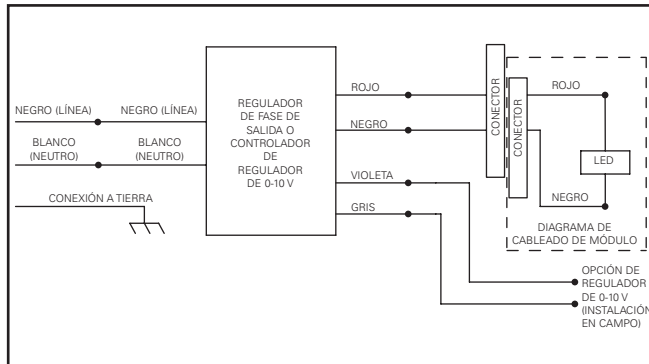 NEGRO (LÍNEA)
NEGRO (LÍNEA)
BLANCO
(NEUTRO)
BLANCO
(NEUTRO)
CONEXIÓN A TIERRA
REGULADOR
DE FASE DE
SALIDA O
CONTROLADOR
DE
REGULADOR
DE 0-10 V
ROJO
NEGRO
VIOLETA
GRIS
CONECTOR
CONECTOR
ROJO
LED
NEGRO
DIAGRAMA DE
CABLEADO DE MÓDULO
OPCIÓN DE
REGULADOR
DE 0-10 V
(INSTALACIÓN
EN CAMPO)